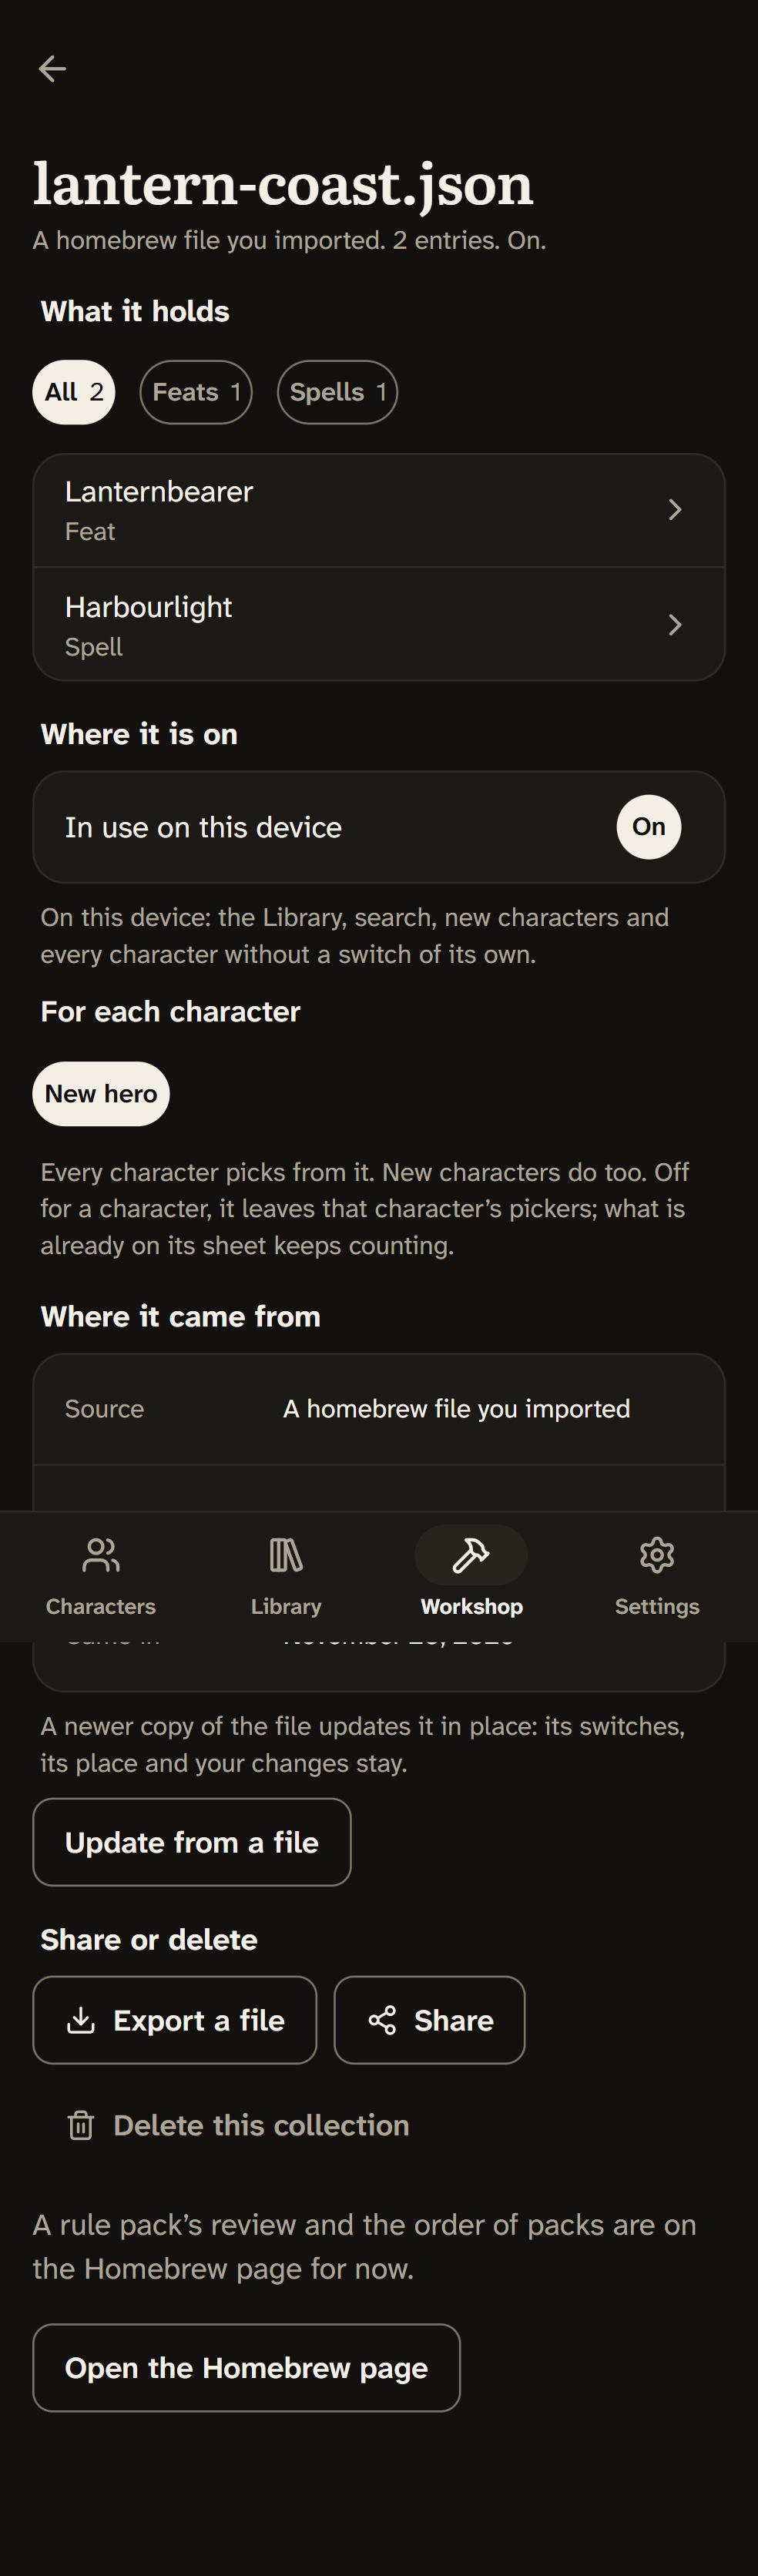 lantern-coast.json
A homebrew file you imported. 2 entries. On.
What it holds
All 2
Feats 1
Spells 1
Lanternbearer
Feat
Harbourlight
Spell
Where it is on
In use on this device
On
On this device: the Library, search, new characters and
every character without a switch of its own.
For each character
New hero
Every character picks from it. New characters do too. Off
for a character, it leaves that character’s pickers; what is
already on its sheet keeps counting.
Where it came from
Source
A homebrew file you imported
Characters
Library
Workshop
Settings
A newer copy of the file updates it in place: its switches,
its place and your changes stay.
Update from a file
Share or delete
Export a file
Share
Delete this collection
A rule pack’s review and the order of packs are on
the Homebrew page for now.
Open the Homebrew page